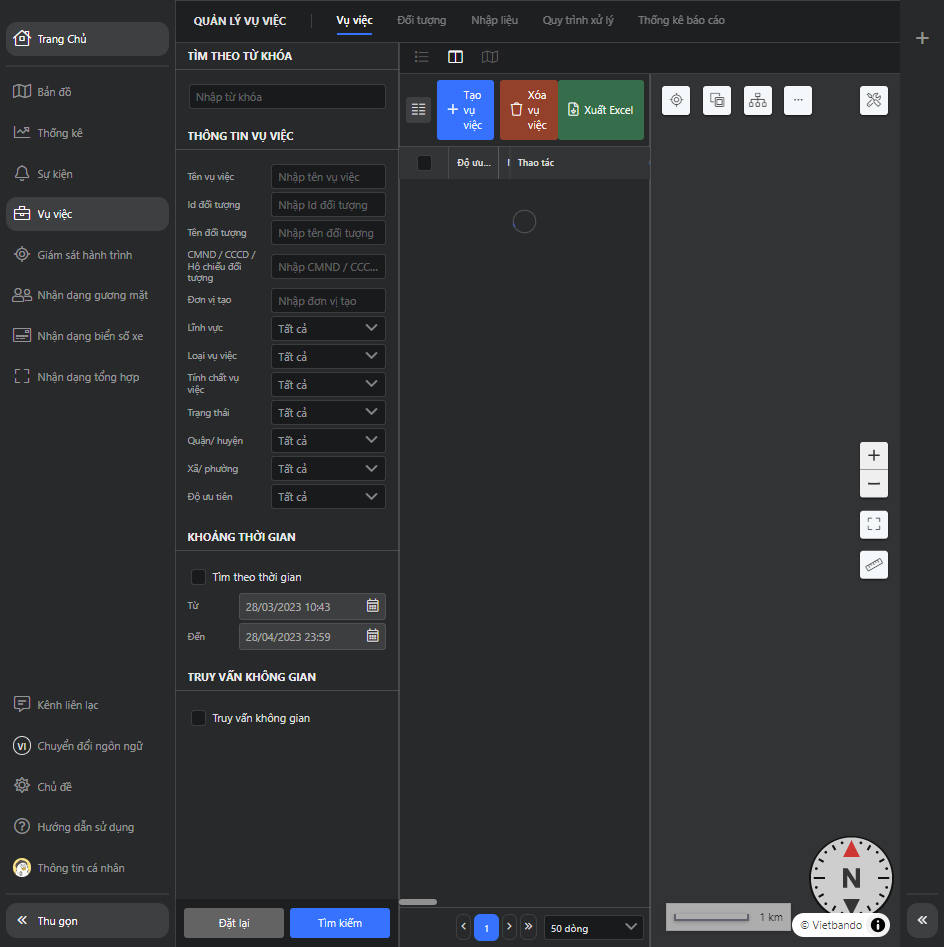 Trang Chủ
Bản đồ
Thống kê
Sự kiện
Vụ việc
Giám sát hành trình
Nhận dạng gương mặt
Nhận dạng biển số xe
Nhận dạng tổng hợp
Kênh liên lạc
VI Chuyển đổi ngôn ngữ
Chủ đề
Hướng dẫn sử dụng
Thông tin cá nhân
Thu gọn
QUẢN LÝ VỤ VIỆC
Vụ việc
Đối tượng
Nhập liệu
Quy trình xử lý
Thống kê báo cáo
TÌM THEO TỪ KHÓA
Nhập từ khóa
THÔNG TIN VỤ VIỆC
Tên vụ việc
Nhập tên vụ việc
Id đối tượng
Nhập Id đối tượng
Tên đối tượng
Nhập tên đối tượng
CMND / CCCD /
Hộ chiếu đối
tượng
Nhập CMND / CCC...
Đơn vị tạo
Nhập đơn vị tạo
Lĩnh vực
Tất cả
Loại vụ việc
Tất cả
Tính chất vụ
việc
Tất cả
Trạng thái
Tất cả
Quận/ huyện
Tất cả
Xã/ phường
Tất cả
Độ ưu tiên
Tất cả
KHOẢNG THỜI GIAN
Tìm theo thời gian
Từ
28/03/2023 10:43
Đến
28/04/2023 23:59
TRUY VẤN KHÔNG GIAN
Truy vấn không gian
Đặt lại
Tìm kiếm
Tạo
vụ
việc
Xóa
vụ
việc
Xuất Excel
Độ ưu...
Thao tác
1
50 dòng
N
1 km
© Vietbando